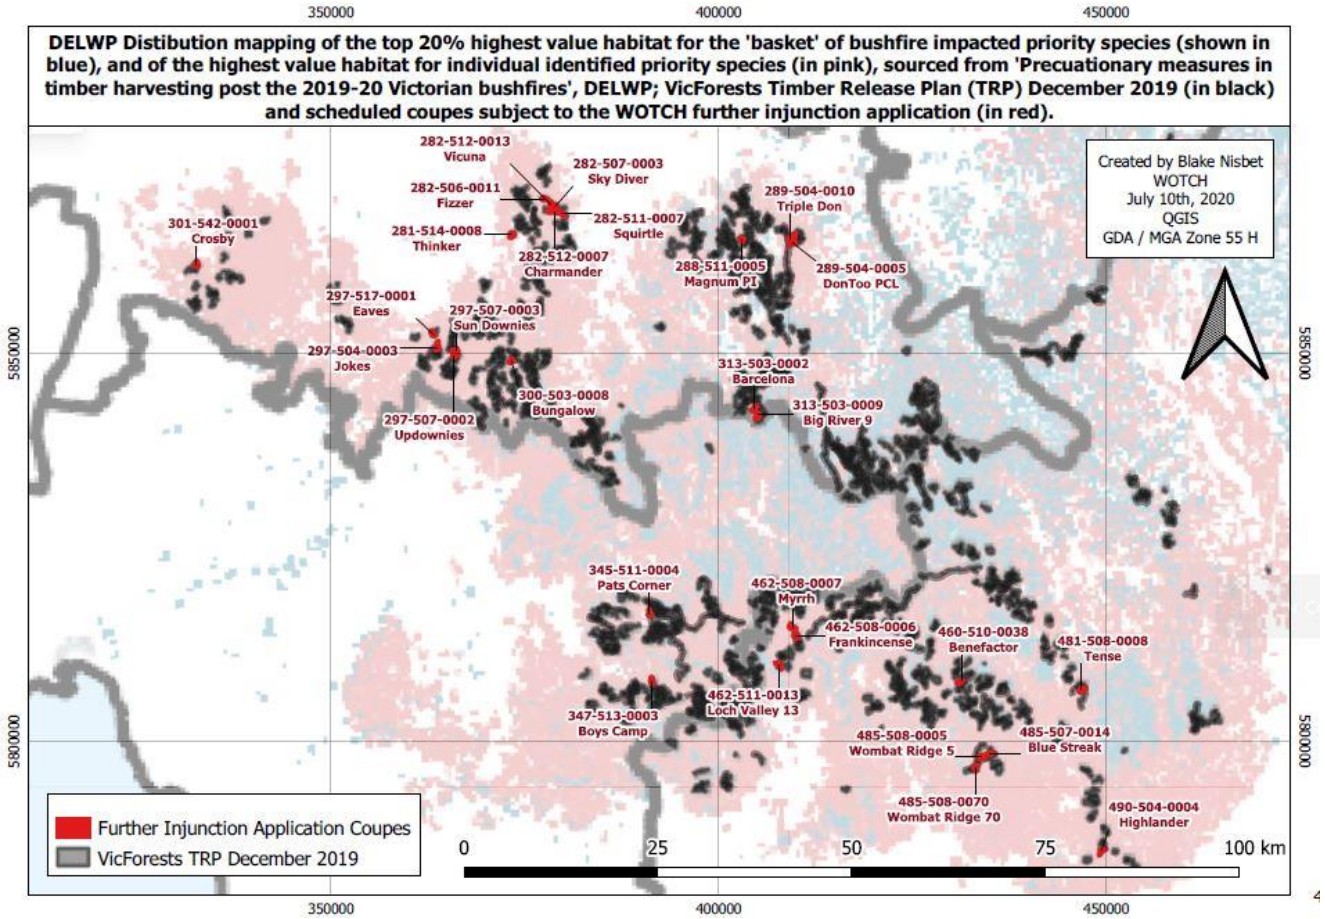 350000
400000
450000
DELWP Distibution mapping of the top 20% highest value habitat for the 'basket' of bushfire impacted priority species (shown in
blue), and of the highest value habitat for individual identified priority species (in pink), sourced from 'Precuationary measures in
timber harvesting post the 2019-20 Victorian bushfires', DELWP; VicForests Timber Release Plan (TRP) December 2019 (in black)
and scheduled coupes subject to the WOTCH further injunction application (in red).
Created by Blake Nisbet
WOTCH
July 10th, 2020
QGIS
GDA / MGA Zone 55 H
282-512-0013
Vicuna
282-507-0003
Sky Diver
282-506-0011
Fizzer
289-504-0010
Triple Don
301-542-0001
Crosby
281-514-0008
Thinker
282-511-0007
Squirtle
282-512-0007
Charmander
288-511-0005
Magnum PI
289-504-0005
DonToo PCL
297-517-0001
Eaves
297-507-0003
Sun Downies
297-504-0003
Jokes
5850000
5850000
313-503-0002
Barcelona
300-503-0008
Bungalow
313-503-0009
Big River 9
297-507-0002
Updownies
345-511-0004
Pats Corner
462-508-0007
Myrrh
462-508-0006
Frankincense
460-510-0038
Benefactor
481-508-0008
Tense
462-511-0013
Loch Valley 13
347-513-0003
Boys Camp
5800000
5800000
485-508-0005
Wombat Ridge 5
485-507-0014
Blue Streak
485-508-0070
Wombat Ridge 70
490-504-0004
Highlander
Further Injunction Application Coupes
VicForests TRP December 2019
0
25
50
75
100 km
350000
400000
450000
4